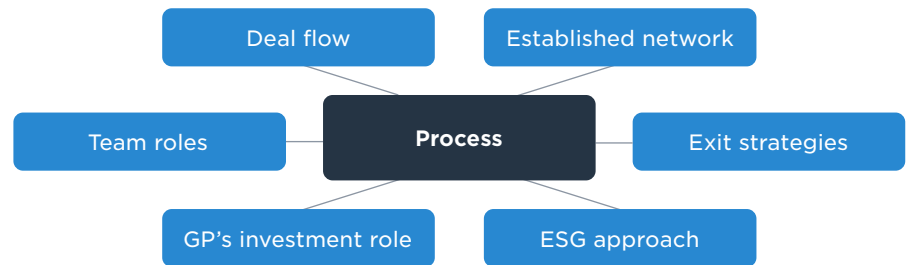 Deal flow
Established network
Team roles
Process
Exit strategies
GP's investment role
ESG approach